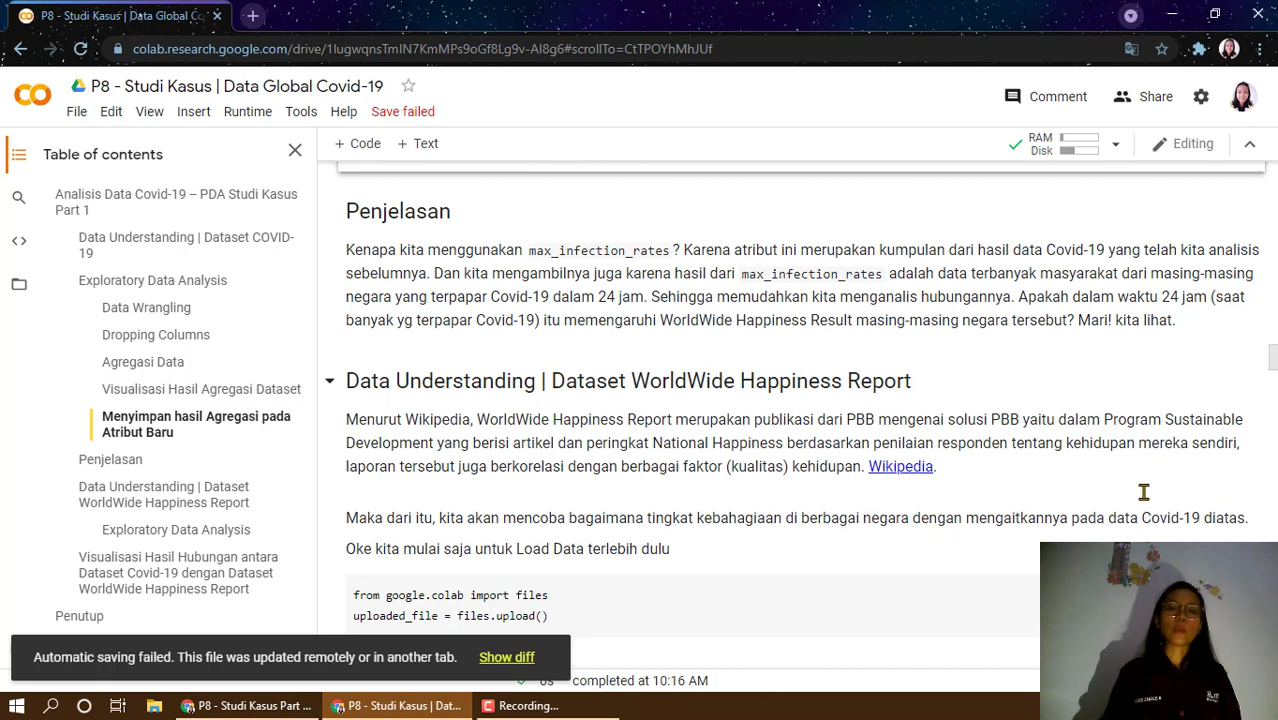 P8 - Studi Kasus | Data Global Co
colab.research.google.com/drive/1lugwqnsTmIN7KmMPs9oGf8Lg9v-AI8g6#scrollTo=CtTPOYhMhJUf
P8 - Studi Kasus | Data Global Covid-19
File Edit View Insert Runtime Tools Help Save failed
Comment Share
Table of contents
+ Code + Text
RAM
Disk
Editing
Analisis Data Covid-19 – PDA Studi Kasus
Part 1
Data Understanding | Dataset COVID-
19
Exploratory Data Analysis
Data Wrangling
Dropping Columns
Agregasi Data
Visualisasi Hasil Agregasi Dataset
Menyimpan hasil Agregasi pada
Atribut Baru
Penjelasan
Data Understanding | Dataset
WorldWide Happiness Report
Exploratory Data Analysis
Visualisasi Hasil Hubungan antara
Dataset Covid-19 dengan Dataset
WorldWide Happiness Report
Penutup
Penjelasan
Kenapa kita menggunakan max_infection_rates? Karena atribut ini merupakan kumpulan dari hasil data Covid-19 yang telah kita analisis
sebelumnya. Dan kita mengambilnya juga karena hasil dari max_infection_rates adalah data terbanyak masyarakat dari masing-masing
negara yang terpapar Covid-19 dalam 24 jam. Sehingga memudahkan kita menganalis hubungannya. Apakah dalam waktu 24 jam (saat
banyak yg terpapar Covid-19) itu memengaruhi WorldWide Happiness Result masing-masing negara tersebut? Mari! kita lihat.
Data Understanding | Dataset WorldWide Happiness Report
Menurut Wikipedia, WorldWide Happiness Report merupakan publikasi dari PBB mengenai solusi PBB yaitu dalam Program Sustainable
Development yang berisi artikel dan peringkat National Happiness berdasarkan penilaian responden tentang kehidupan mereka sendiri,
laporan tersebut juga berkorelasi dengan berbagai faktor (kualitas) kehidupan. Wikipedia.
Maka dari itu, kita akan mencoba bagaimana tingkat kebahagiaan di berbagai negara dengan mengaitkannya pada data Covid-19 diatas.
Oke kita mulai saja untuk Load Data terlebih dulu
from google.colab import files
uploaded_file = files.upload()
Automatic saving failed. This file was updated remotely or in another tab. Show diff
0s completed at 10:16 AM
P8 - Studi Kasus Part ...
P8 - Studi Kasus | Dat...
Recording...